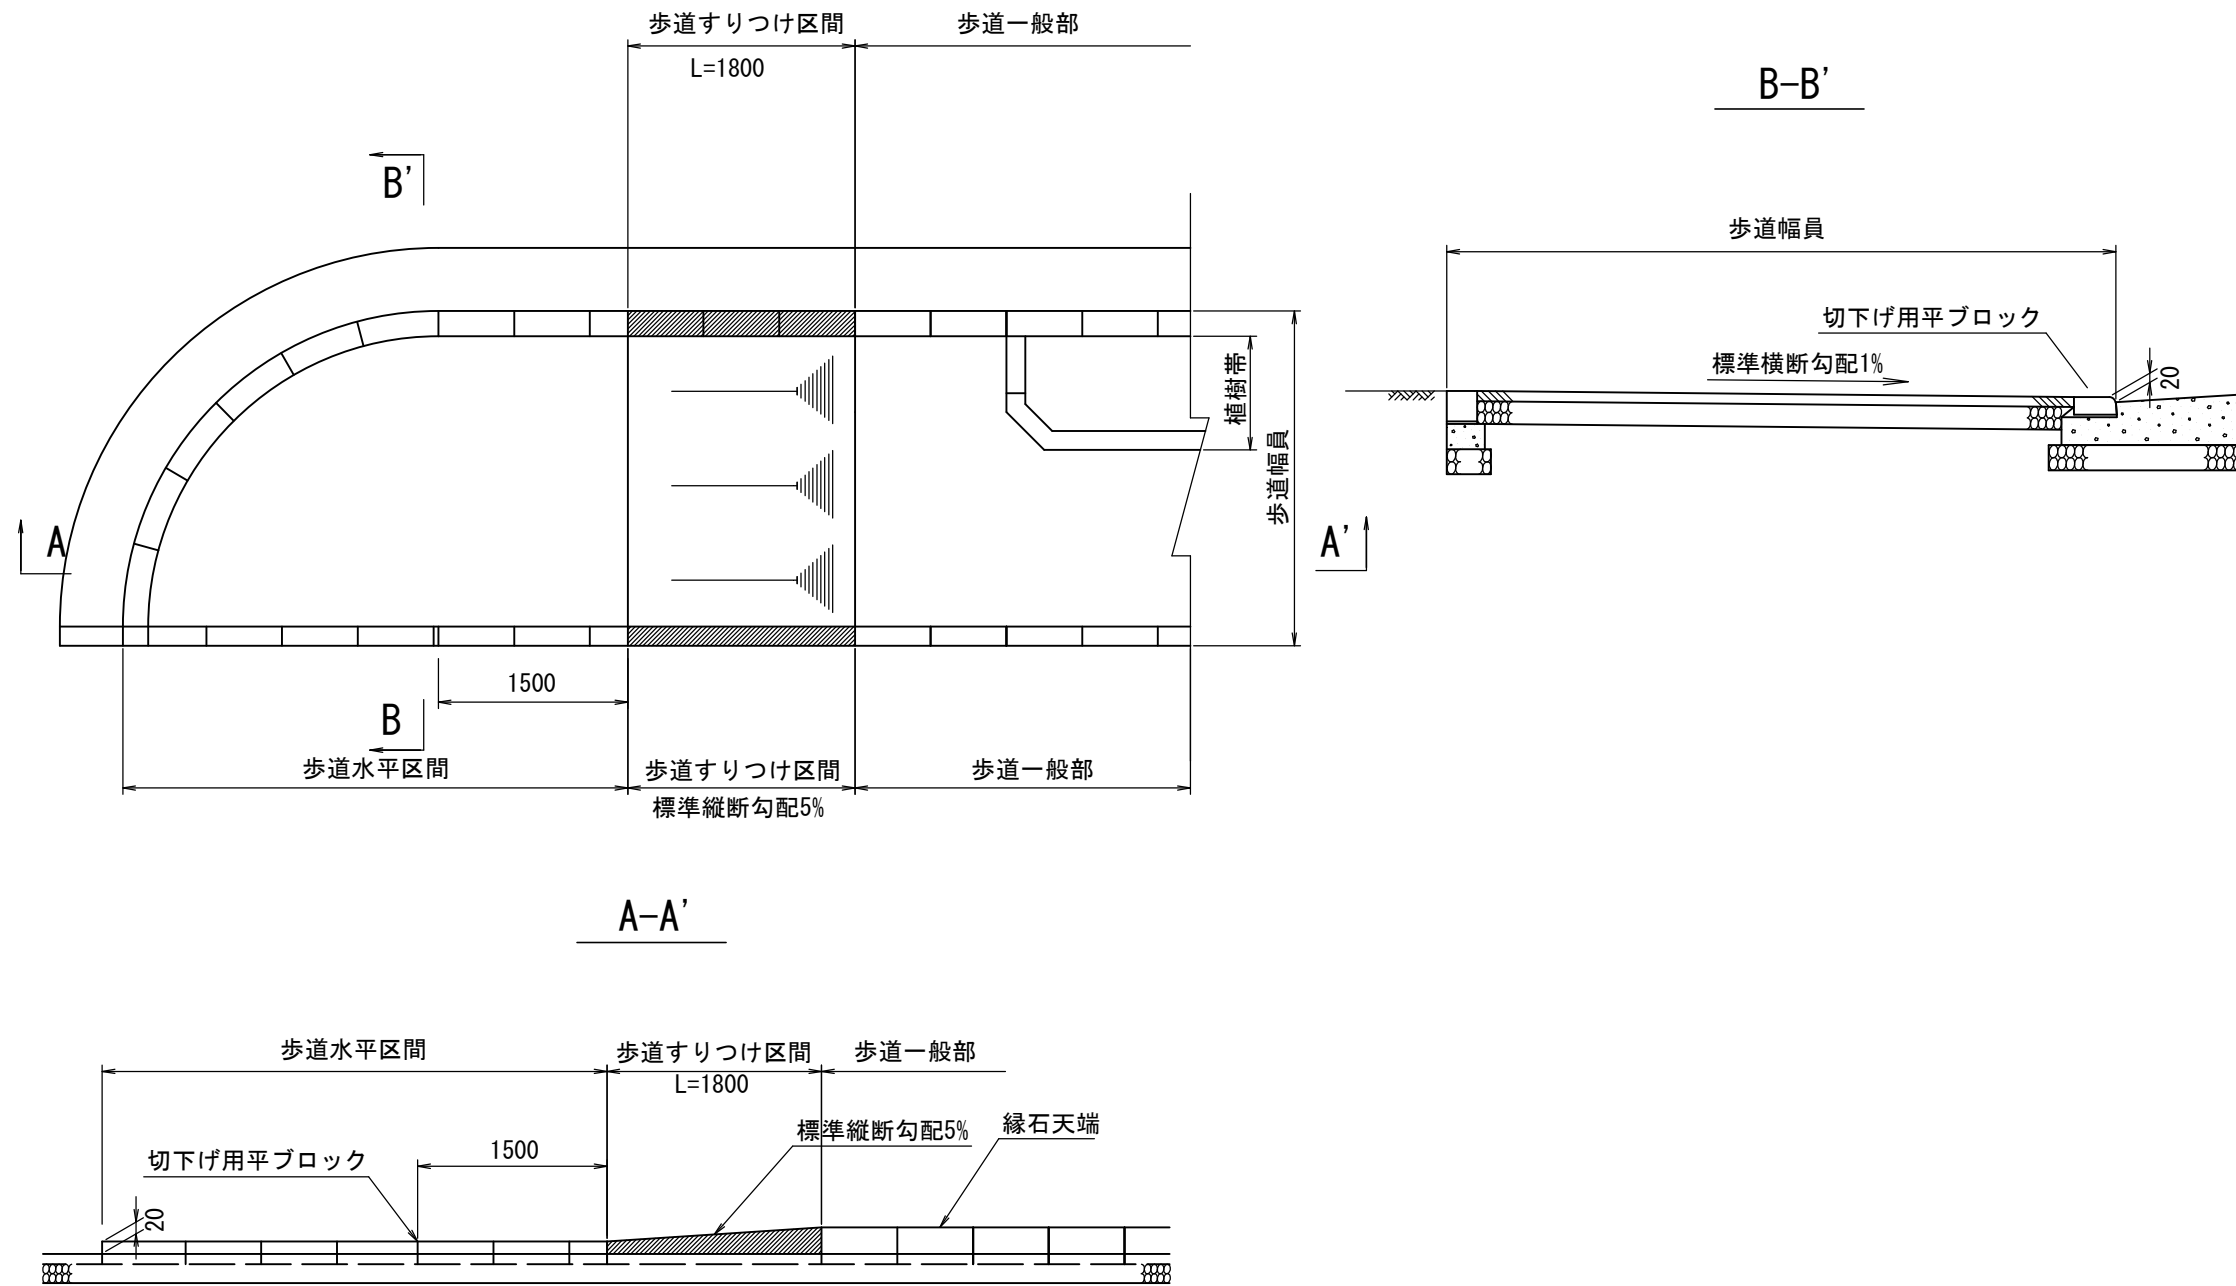 歩道すりつけ区間
歩道一般部
L=1800
B'
植樹帯
歩道幅員
A
A'
1500
B
歩道水平区間
歩道すりつけ区間
歩道一般部
標準縦断勾配5%
B-B'
歩道幅員
切下げ用平ブロック
標準横断勾配1%
20
A-A'
歩道水平区間
歩道すりつけ区間
歩道一般部
L=1800
標準縦断勾配5%
縁石天端
1500
切下げ用平ブロック
20